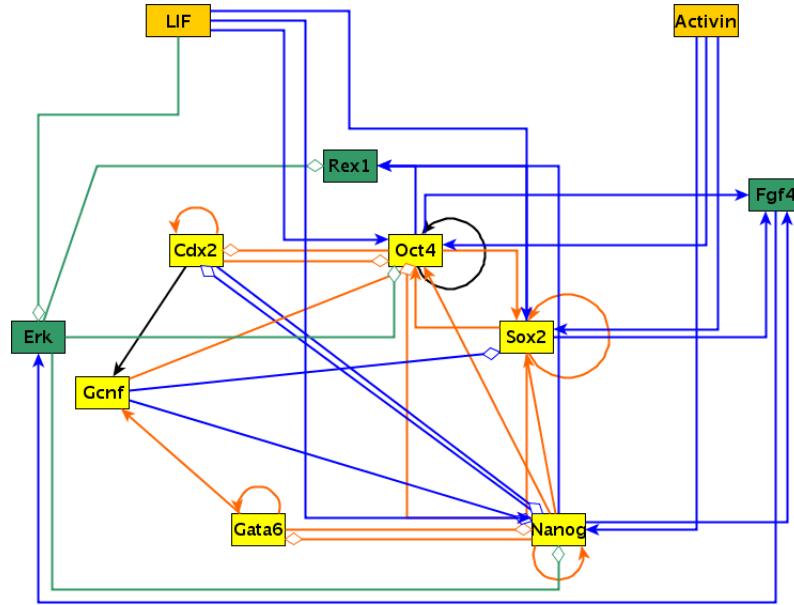 LIF
Activin
Rex1
Fgf4
Cdx2
Oct4
Erk
Sox2
Gcnf
Gata6
Nanog